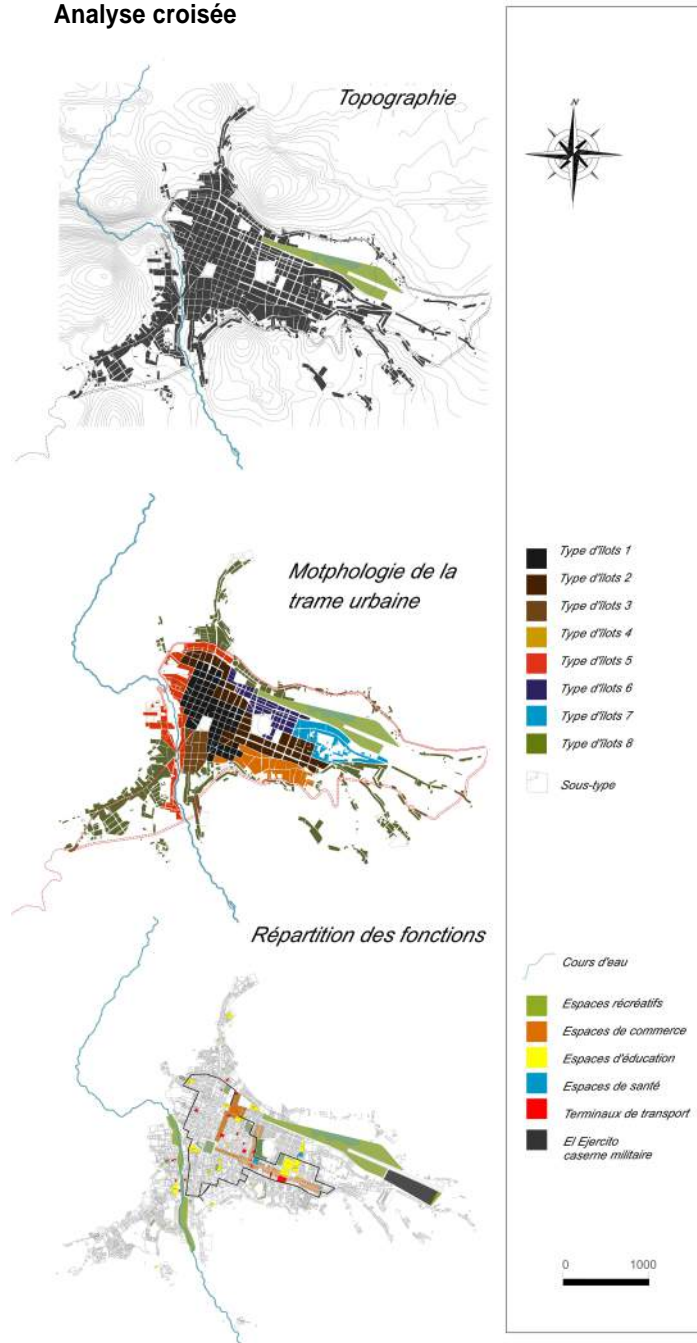 Analyse croisée
Topographie
N
Motphologie de la
trame urbaine
Type d'îlots 1
Type d'îlots 2
Type d'îlots 3
Type d'îlots 4
Type d'îlots 5
Type d'îlots 6
Type d'îlots 7
Type d'îlots 8
Sous-type
Répartition des fonctions
Cours d'eau
Espaces récréatifs
Espaces de commerce
Espaces d'éducation
Espaces de santé
Terminaux de transport
El Ejercito
caserne militaire
0 1000